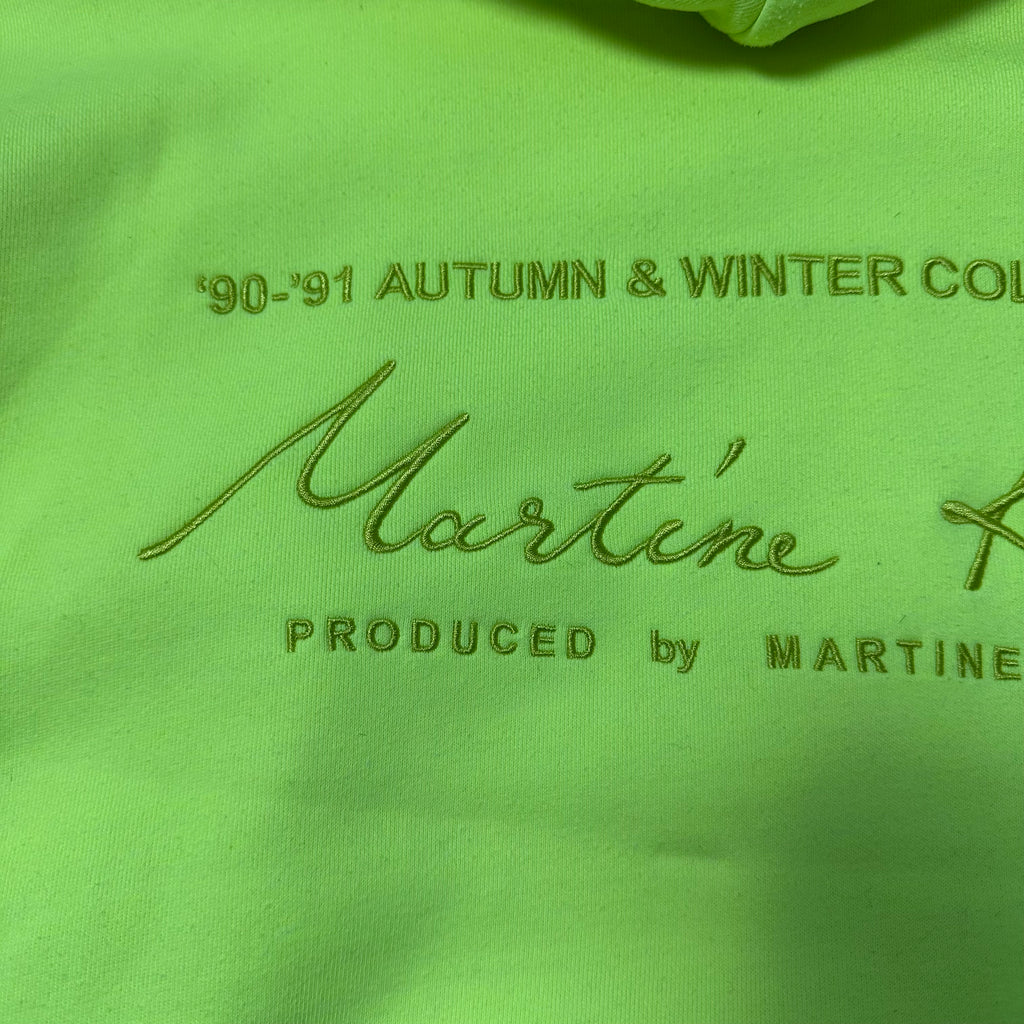 ‘90-’91 AUTUMN & WINTER COL
Martine
PRODUCED by MARTINE